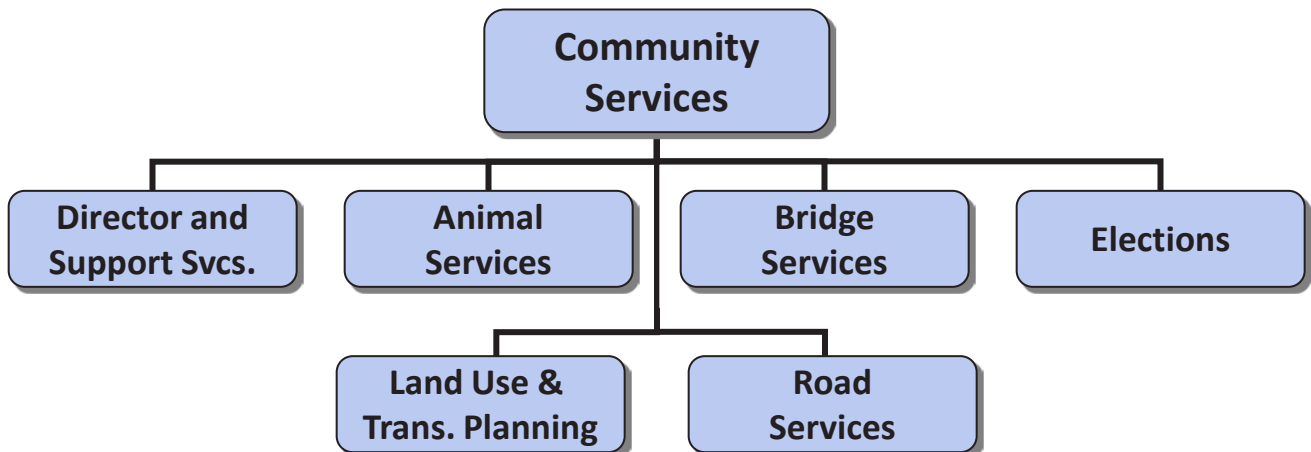 Community
Services
Director and
Support Svcs.
Animal
Services
Bridge
Services
Elections
Land Use &
Trans. Planning
Road
Services